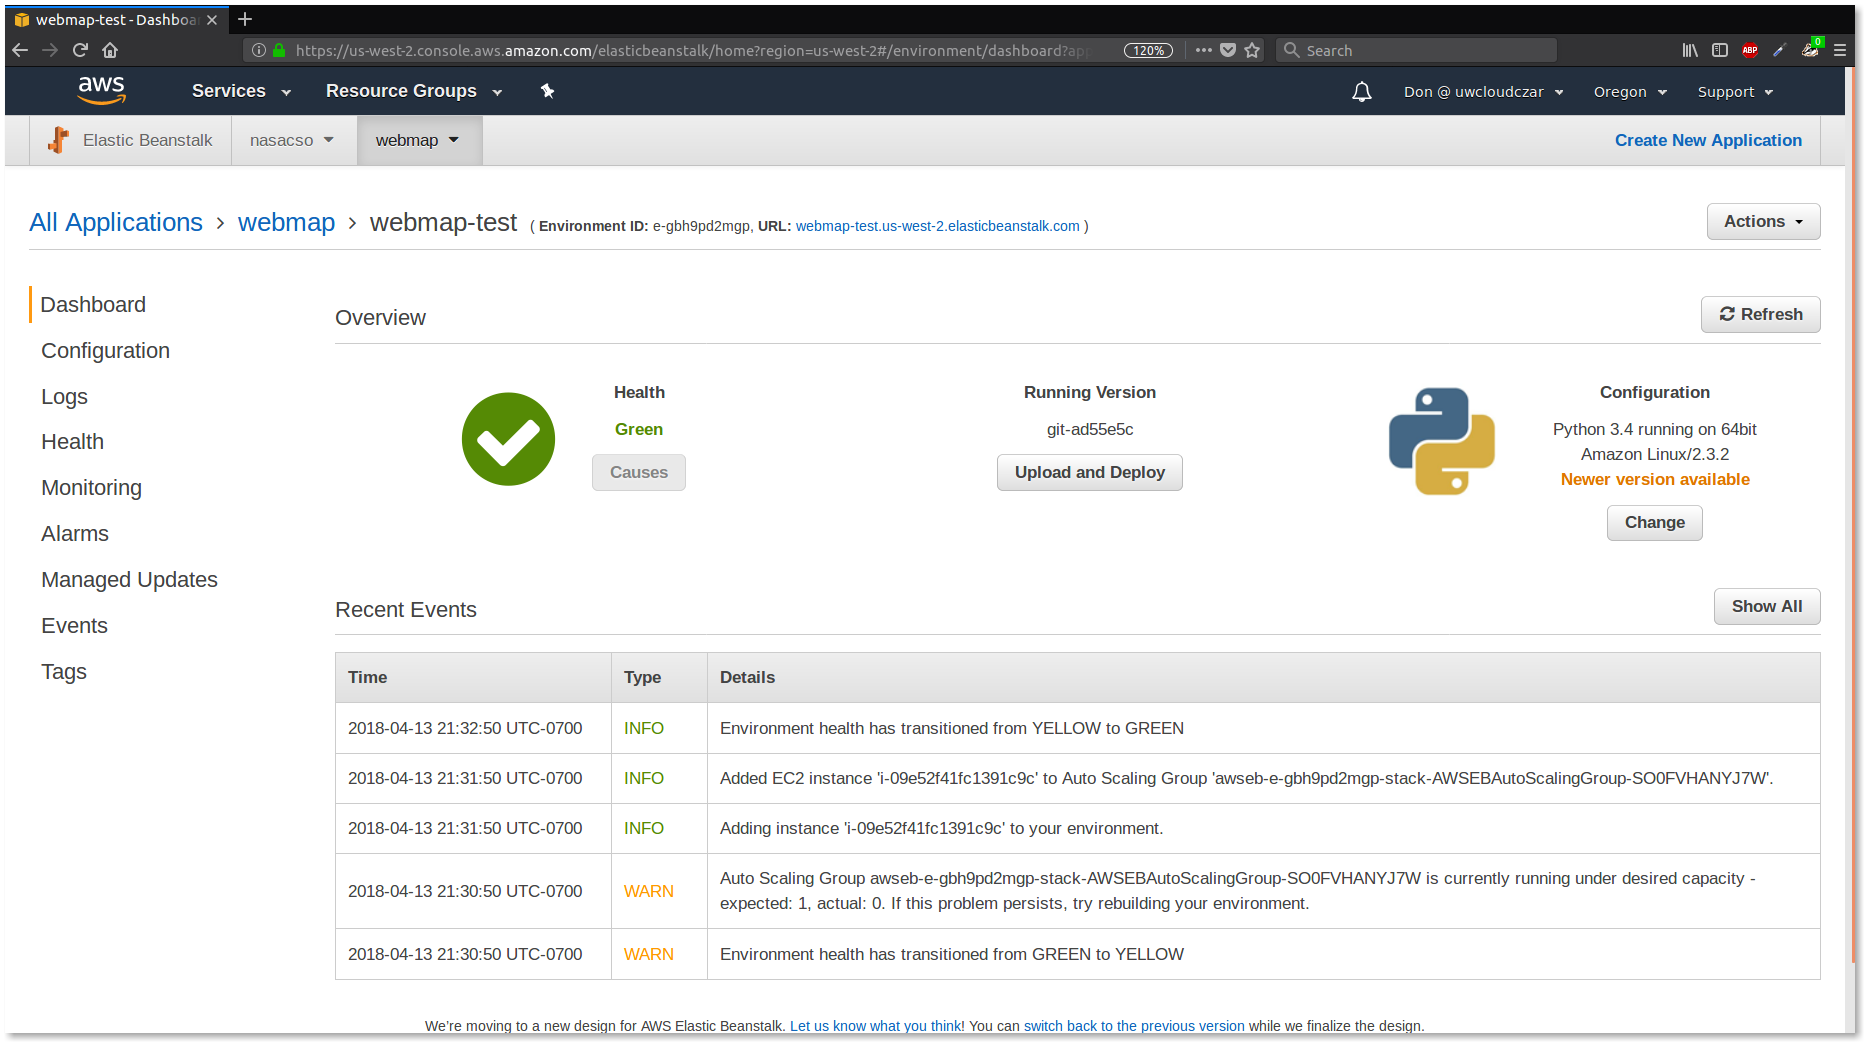 webmap-test - Dashboa
https://us-west-2.console.aws.amazon.com/elasticbeanstalk/home?region=us-west-2#/environment/dashboard?app
120%
Search
ABP
0
aws
Services
Resource Groups
Don @ uwcloudczar
Oregon
Support
Elastic Beanstalk
nasacso
webmap
Create New Application
All Applications > webmap > webmap-test ( Environment ID: e-gbh9pd2mgp, URL: webmap-test.us-west-2.elasticbeanstalk.com )
Actions
Dashboard
Configuration
Logs
Health
Monitoring
Alarms
Managed Updates
Events
Tags
Overview
Refresh
Health
Green
Causes
Running Version
git-ad55e5c
Upload and Deploy
Configuration
Python 3.4 running on 64bit
Amazon Linux/2.3.2
Newer version available
Change
Recent Events
Show All
Time Type Details
2018-04-13 21:32:50 UTC-0700 INFO Environment health has transitioned from YELLOW to GREEN
2018-04-13 21:31:50 UTC-0700 INFO Added EC2 instance 'i-09e52f41fc1391c9c' to Auto Scaling Group 'awseb-e-gbh9pd2mgp-stack-AWSEBAutoScalingGroup-SO0FVHANYJ7W'.
2018-04-13 21:31:50 UTC-0700 INFO Adding instance 'i-09e52f41fc1391c9c' to your environment.
2018-04-13 21:30:50 UTC-0700 WARN Auto Scaling Group awseb-e-gbh9pd2mgp-stack-AWSEBAutoScalingGroup-SO0FVHANYJ7W is currently running under desired capacity -
expected: 1, actual: 0. If this problem persists, try rebuilding your environment.
2018-04-13 21:30:50 UTC-0700 WARN Environment health has transitioned from GREEN to YELLOW
We're moving to a new design for AWS Elastic Beanstalk. Let us know what you think! You can switch back to the previous version while we finalize the design.